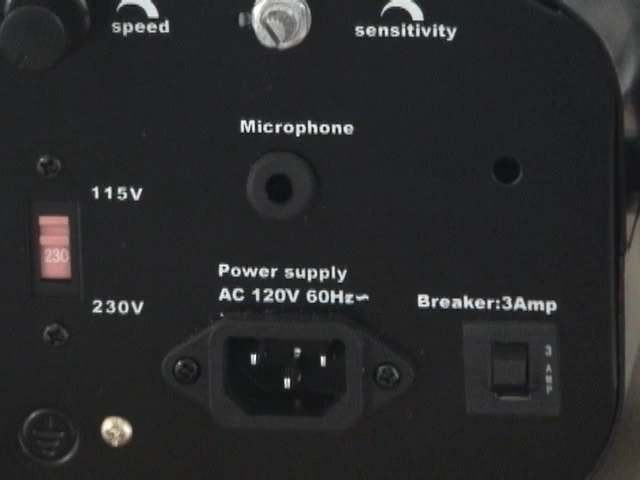 speed
sensitivity
Microphone
115V
230
Power supply
AC 120V 60Hz~
230V
Breaker:3Amp
3 AMP